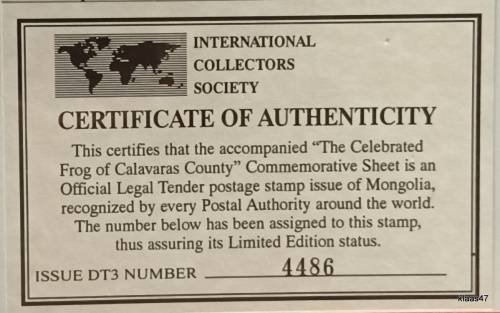 INTERNATIONAL
COLLECTORS
SOCIETY
CERTIFICATE OF AUTHENTICITY
This certifies that the accompanied "The Celebrated
Frog of Calavaras County" Commemorative Sheet is an
Official Legal Tender postage stamp issue of Mongolia,
recognized by every Postal Authority around the world.
The number below has been assigned to this stamp,
thus assuring its Limited Edition status.
ISSUE DT3 NUMBER 4486
klaas47